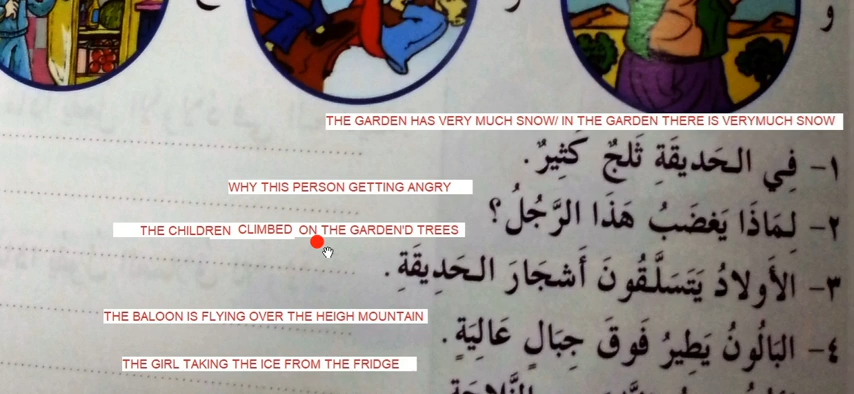 و
THE GARDEN HAS VERY MUCH SNOW/ IN THE GARDEN THERE IS VERYMUCH SNOW
١- فِي الحَديقَةِ ثَلجٌ كَثِيرٌ.
WHY THIS PERSON GETTING ANGRY
٢- لِمَاذَا يَغضَبُ هَذَا الرَّجُلُ؟
THE CHILDREN CLIMBED ON THE GARDEN'D TREES
٣- الأَولادُ يَتَسَلَّقُونَ أَشجَارَ الحَدِيقَةِ.
THE BALOON IS FLYING OVER THE HEIGH MOUNTAIN
٤- البَالُونُ يَطِيرُ فَوقَ جِبَالٍ عَالِيَةٍ.
THE GIRL TAKING THE ICE FROM THE FRIDGE